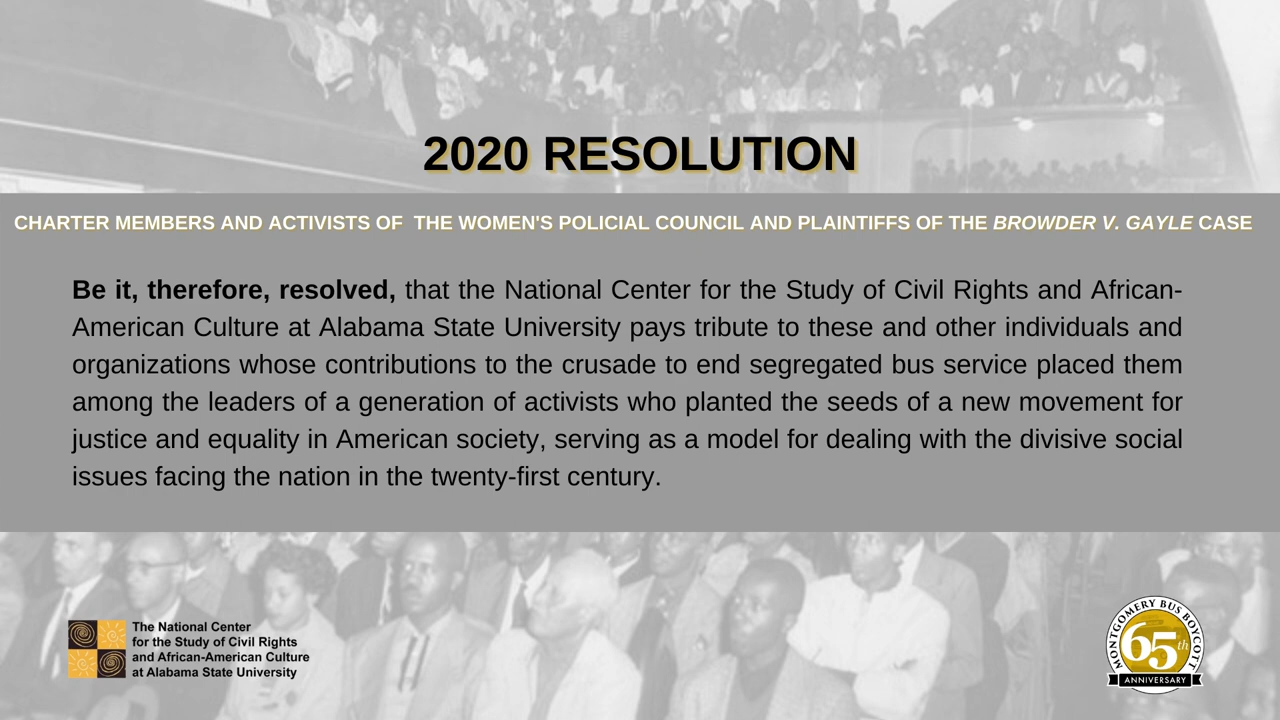 2020 RESOLUTION
CHARTER MEMBERS AND ACTIVISTS OF THE WOMEN'S POLICIAL COUNCIL AND PLAINTIFFS OF THE BROWDER V. GAYLE CASE
Be it, therefore, resolved, that the National Center for the Study of Civil Rights and African-
American Culture at Alabama State University pays tribute to these and other individuals and
organizations whose contributions to the crusade to end segregated bus service placed them
among the leaders of a generation of activists who planted the seeds of a new movement for
justice and equality in American society, serving as a model for dealing with the divisive social
issues facing the nation in the twenty-first century.
The National Center
for the Study of Civil Rights
and African-American Culture
at Alabama State University
MONTGOMERY BUS BOYCOTT
65th
ANNIVERSARY